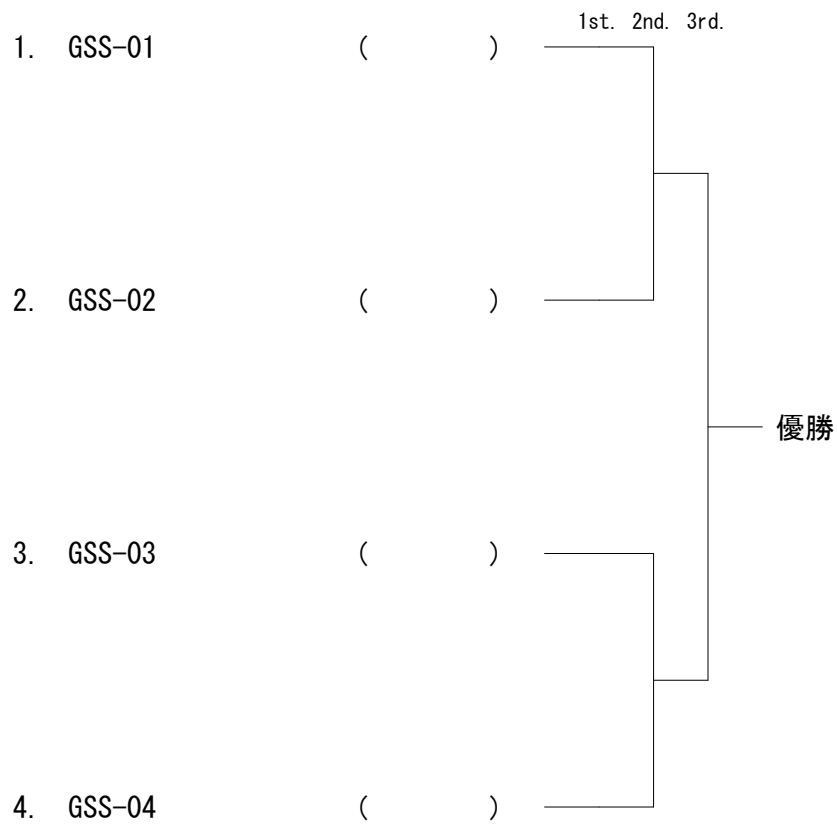 1st. 2nd. 3rd.
1. GSS-01 ( )
2. GSS-02 ( )
優勝
3. GSS-03 ( )
4. GSS-04 ( )